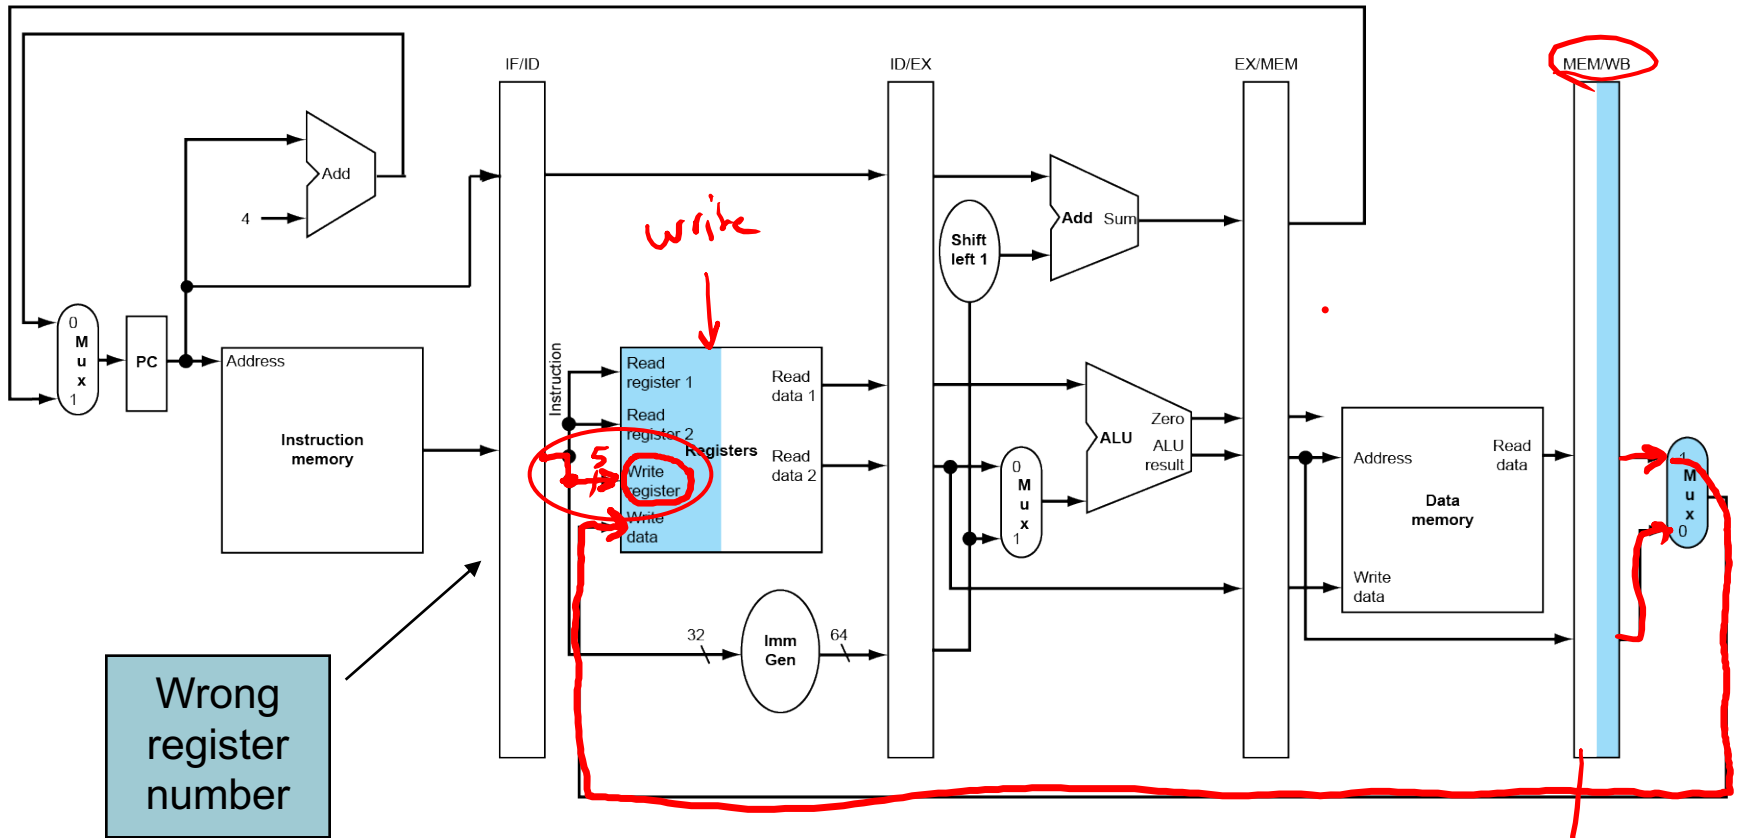 IF/ID
ID/EX
EX/MEM
MEM/WB
Add
4
write
Add Sum
Shift
left 1
0
M
u
x
1
PC
Address
Instruction
memory
Instruction
Read
register 1
Read
register 2
Registers
5
Write
register
Write
data
Read
data 1
Read
data 2
0
M
u
x
1
ALU
Zero
ALU
result
Address
Read
data
Data
memory
Write
data
1
M
u
x
0
32
Imm
Gen
64
Wrong
register
number